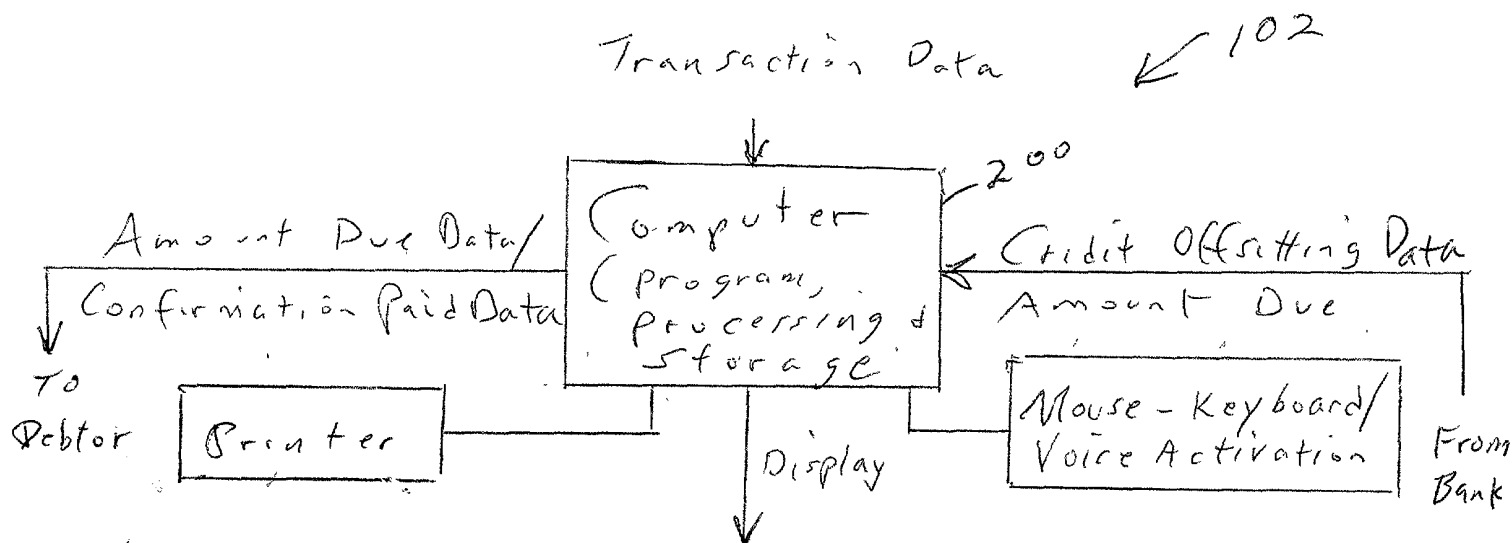 102
Transaction Data
200
Computer
(program,
processing &
storage
Amount Due Data/
Confirmation Paid Data
To
Debtor
Credit Offsitting Data
Amount Due
From
Bank
Printer
Display
Mouse-Keyboard/
Voice Activation